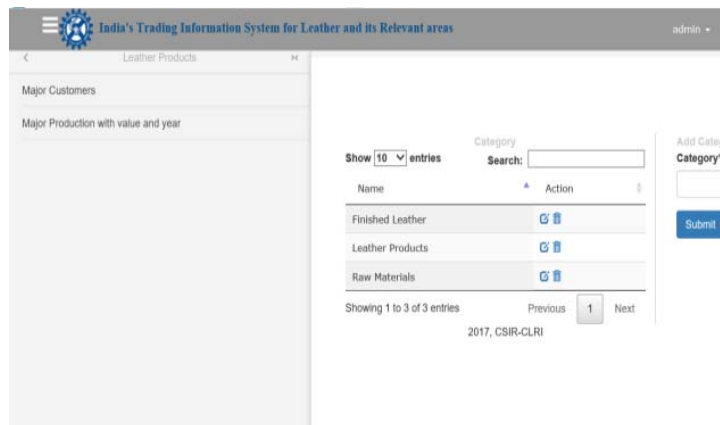 India's Trading Information System for Leather and its Relevant areas
admin
Leather Products
Major Customers
Major Production with value and year
Category
Show 10 entries
Search:
Name
Action
Finished Leather
Leather Products
Raw Materials
Showing 1 to 3 of 3 entries
Previous 1 Next
Add Cate
Category*
Submit
2017, CSIR-CLRI